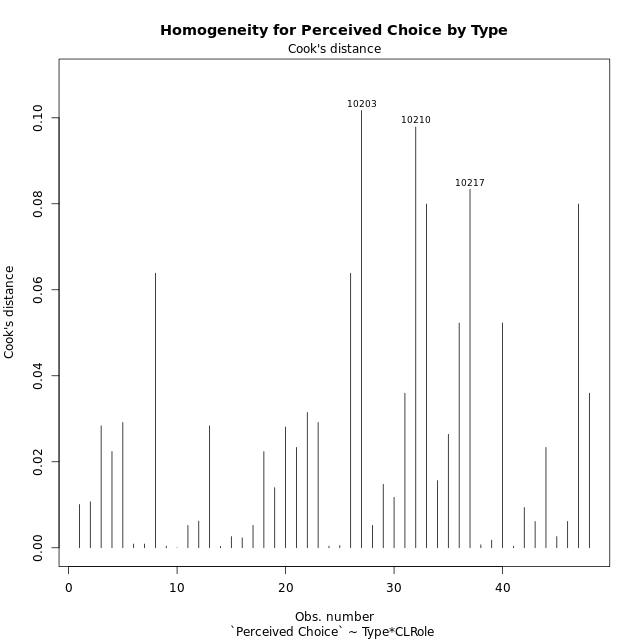 Homogeneity for Perceived Choice by Type
Cook's distance
10203
10210
10217
Cook's distance
0.10
0.08
0.06
0.04
0.02
0.00
0 10 20 30 40
Obs. number
`Perceived Choice` ~ Type*CLRole